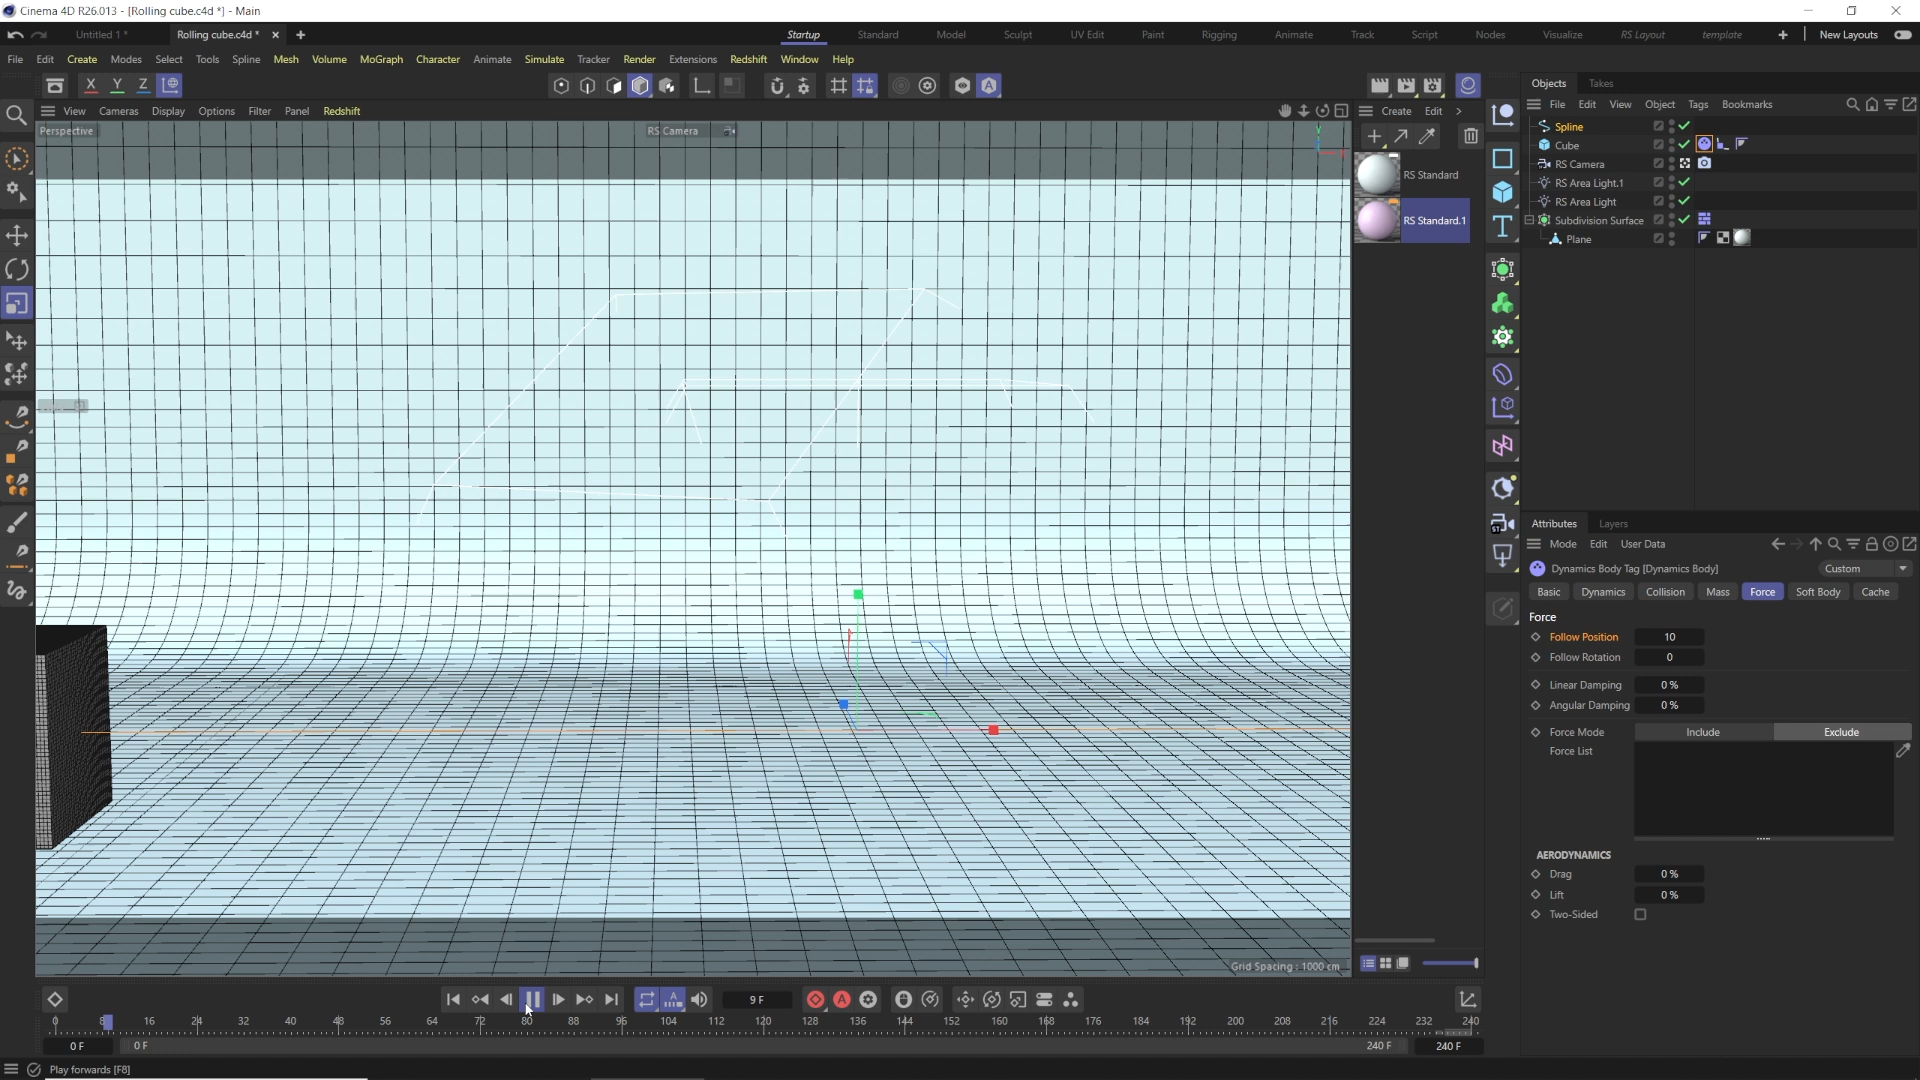 Cinema 4D R26.013 - [Rolling cube.c4d *] - Main
Untitled 1 *
Rolling cube.c4d *
Startup Standard Model Sculpt UV Edit Paint Rigging Animate Track Script Nodes Visualize RS Layout template New Layouts
File Edit Create Modes Select Tools Spline Mesh Volume MoGraph Character Animate Simulate Tracker Render Extensions Redshift Window Help
X Y Z
View Cameras Display Options Filter Panel Redshift
Perspective
RS Camera
Y
Create Edit
RS Standard
RS Standard.1
Objects Takes
File Edit View Object Tags Bookmarks
Spline
Cube
RS Camera
RS Area Light.1
RS Area Light
Subdivision Surface
Plane
Attributes Layers
Mode Edit User Data
Dynamics Body Tag [Dynamics Body]
Custom
Basic Dynamics Collision Mass Force Soft Body Cache
Force
Follow Position 10
Follow Rotation 0
Linear Damping 0 %
Angular Damping 0 %
Force Mode Include Exclude
Force List
AERODYNAMICS
Drag 0 %
Lift 0 %
Two-Sided
Grid Spacing : 1000 cm
9 F
0 8 16 24 32 40 48 56 64 72 80 88 96 104 112 120 128 136 144 152 160 168 176 184 192 200 208 216 224 232 240
0 F 0 F 240 F 240 F
Play forwards [F8]